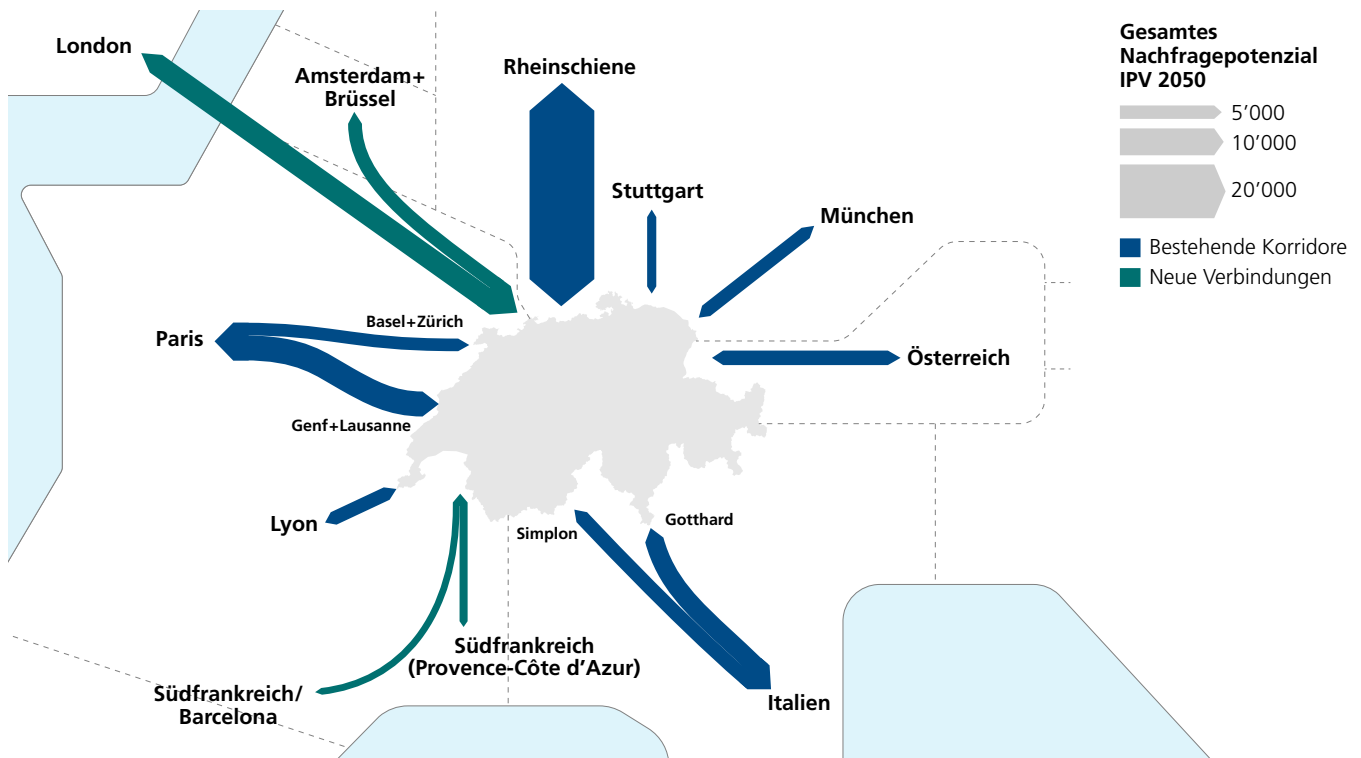 London
Amsterdam+
Brüssel
Rheinschiene
Stuttgart
München
Österreich
Paris
Basel+Zürich
Genf+Lausanne
Lyon
Simplon
Gotthard
Südfrankreich
(Provence-Côte d’Azur)
Südfrankreich/
Barcelona
Italien
Gesamtes
Nachfragepotenzial
IPV 2050
5’000
10’000
20’000
Bestehende Korridore
Neue Verbindungen